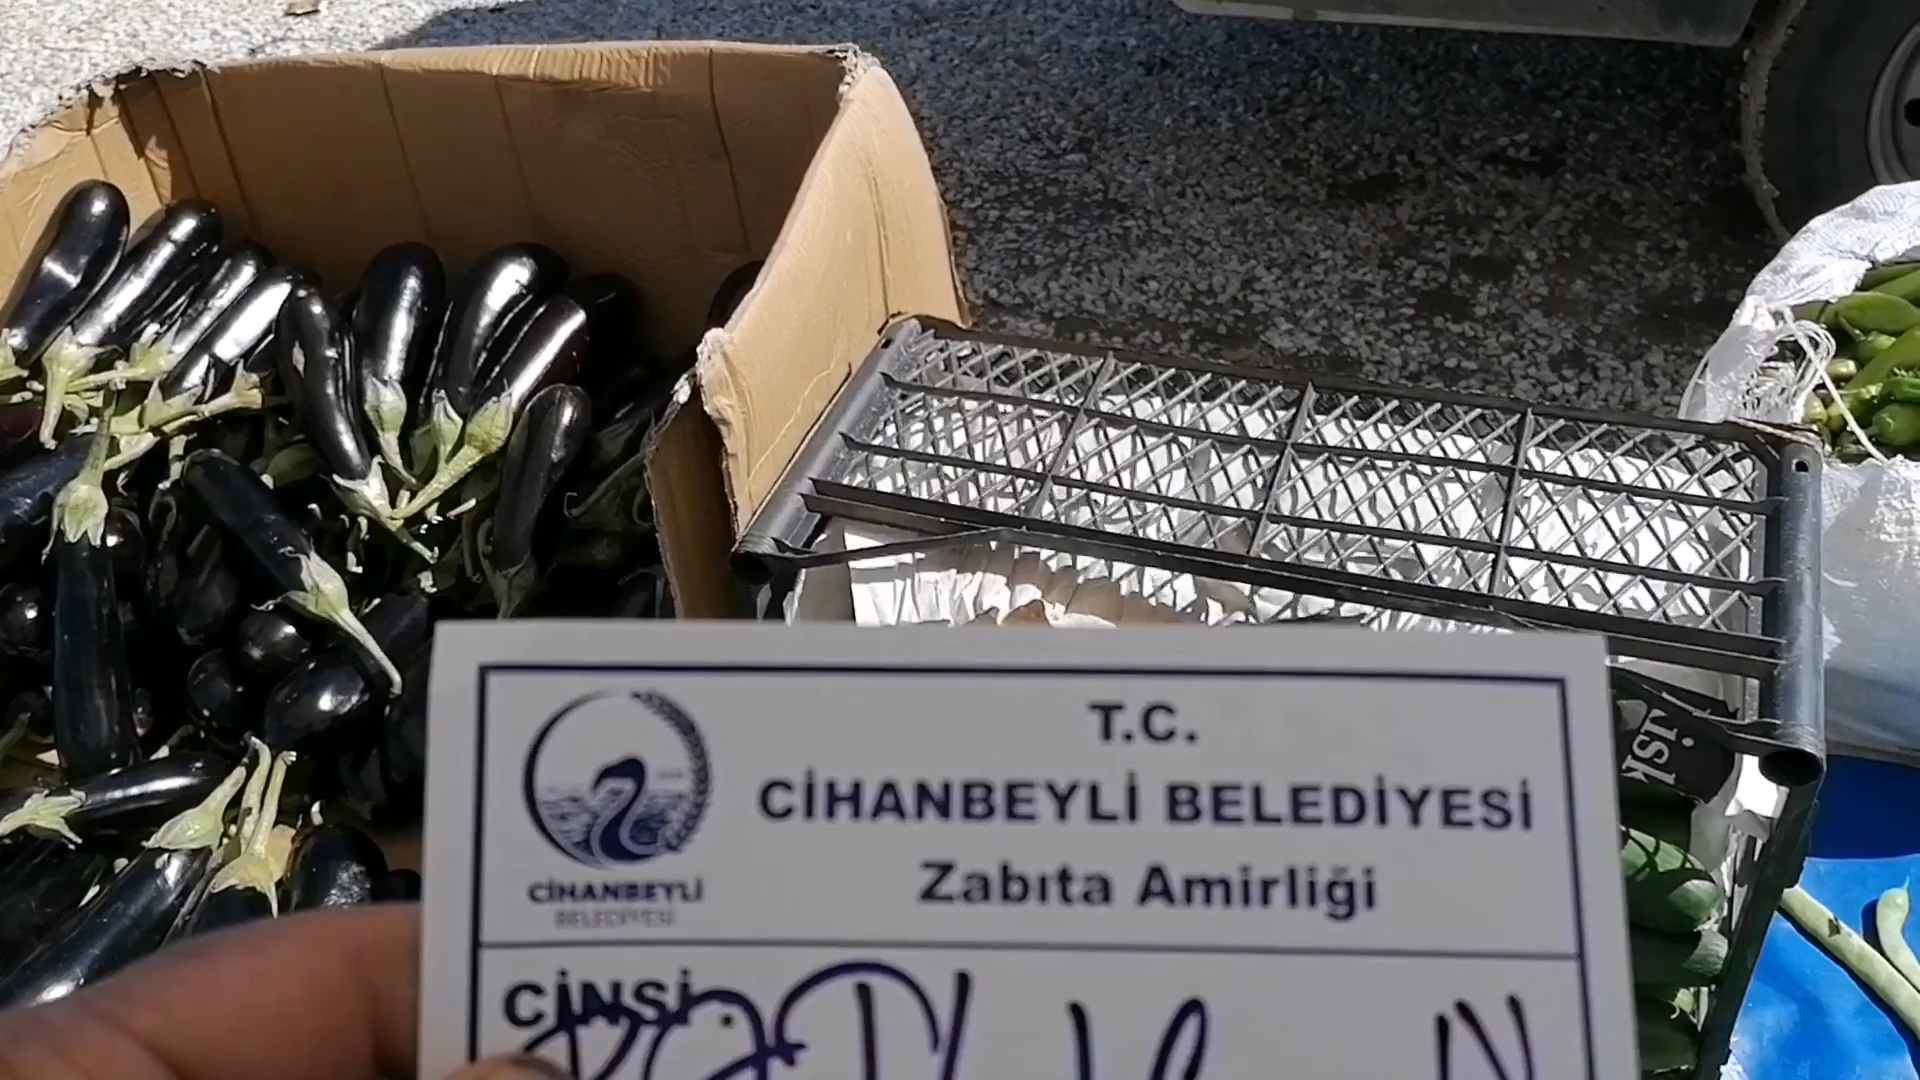 T.C.
CİHANBEYLİ BELEDİYESİ
Zabıta Amirliği
CİHANBEYLİ
BELEDİYESİ
CİNSİ :